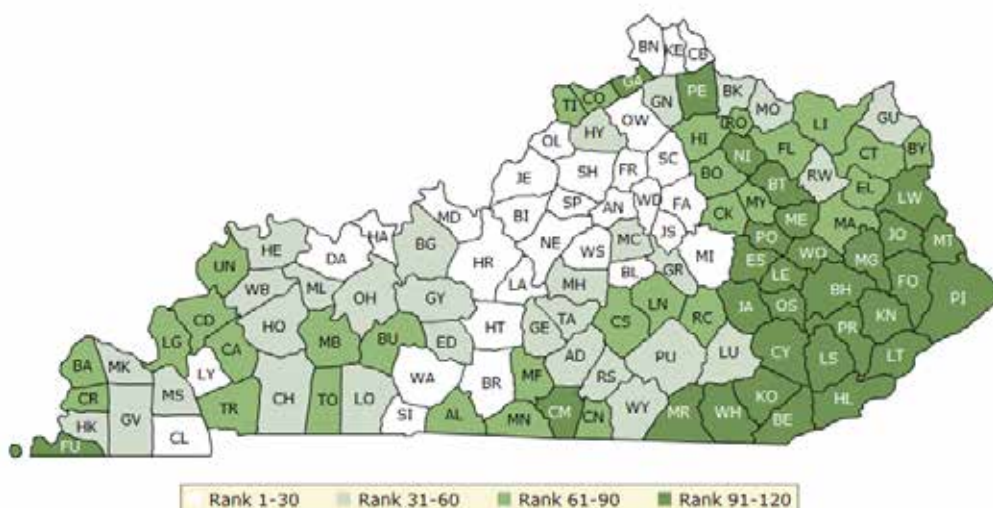 BN KE CB
GA PE BK
TI CO GN MO GU
OW RO LI
HY HI
OL NI FL CT BY
SC
JE SH FR BO RW
BT EL
SP WD MY LW
MD BI AN FA CK ME MA
HA NE JS PO JO MT
HE DA BG WS MC MI WO
UN HR ES MG
BL GR LE FO
WB ML LA MH BH PI
OH GY JA OS
CD HO LN RC PR KN
HT TA CS
LG CA MB BU ED GE CY LS LT
BA MK AD PU LU
LY WA BR MF RS
CR MS CH TO LO KO HL
TR SI AL MN CM CN WY MR WH
HK GV BE
FU CL
Rank 1-30 Rank 31-60 Rank 61-90 Rank 91-120